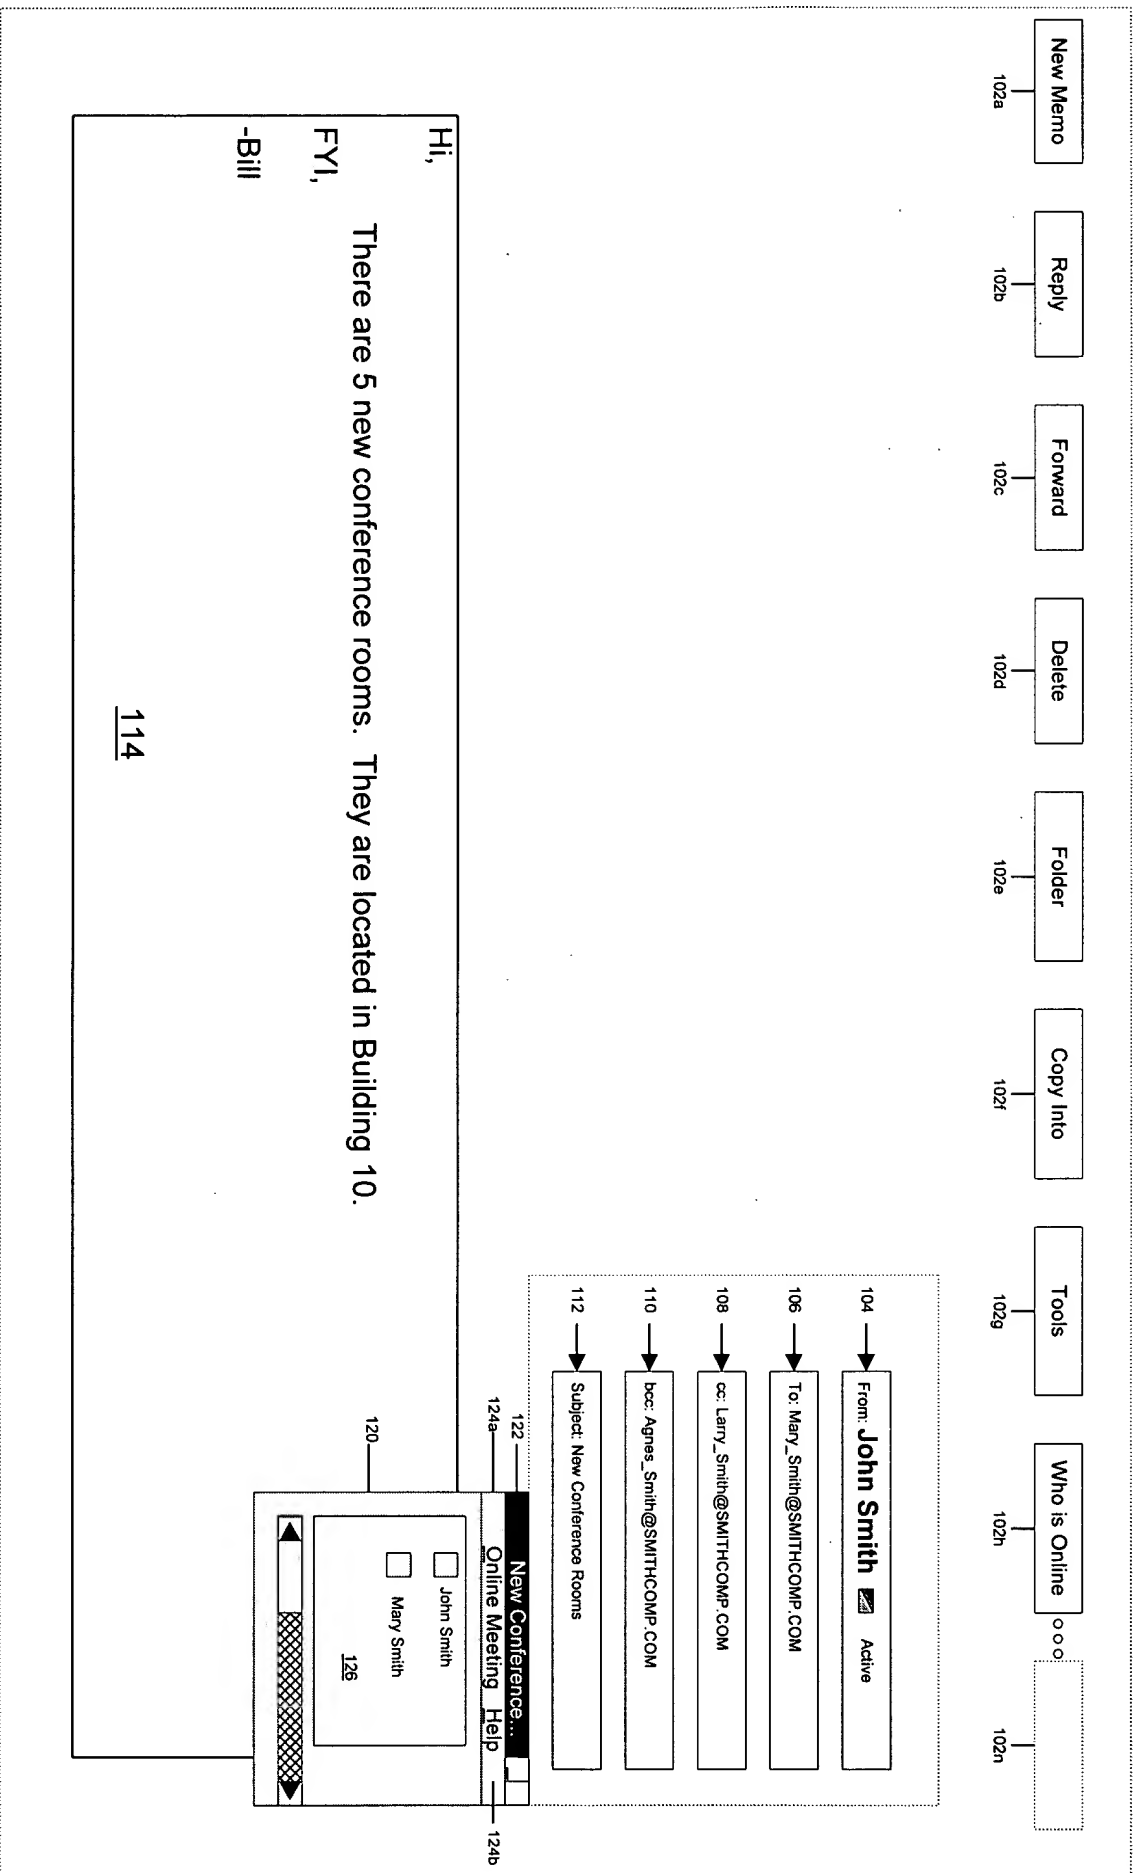 New Memo
Reply
Forward
Delete
Folder
Copy Into
Tools
Who is Online
102a
102b
102c
102d
102e
102f
102g
102h
102n
104
From: John Smith Active
106
To: Mary_Smith@SMITHCOMP.COM
108
cc: Larry_Smith@SMITHCOMP.COM
110
bcc: Agnes_Smith@SMITHCOMP.COM
112
Subject: New Conference Rooms
122
New Conference...
124a
Online Meeting Help
124b
John Smith
Mary Smith
126
120
Hi,
There are 5 new conference rooms. They are located in Building 10.
FYI,
-Bill
114